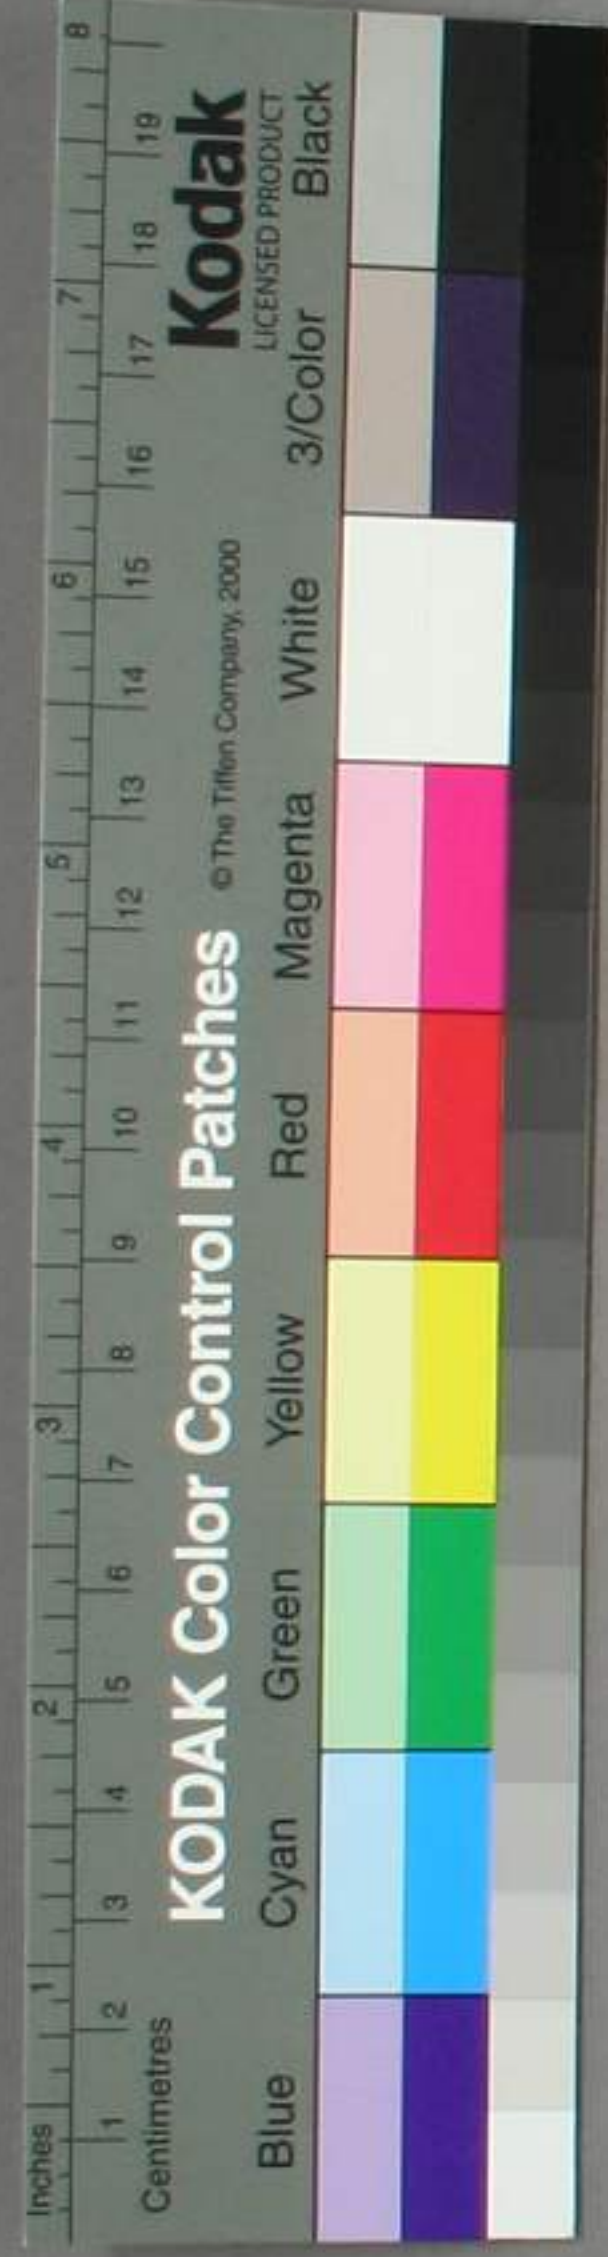 Inches 1 2 3 4 5 6 7 8
1 2 3 4 5 6 7 8 9 10 11 12 13 14 15 16 17 18 19
Centimetres
KODAK Color Control Patches © The Tiffen Company, 2000 Kodak
LICENSED PRODUCT
Blue Cyan Green Yellow Red Magenta White 3/Color Black